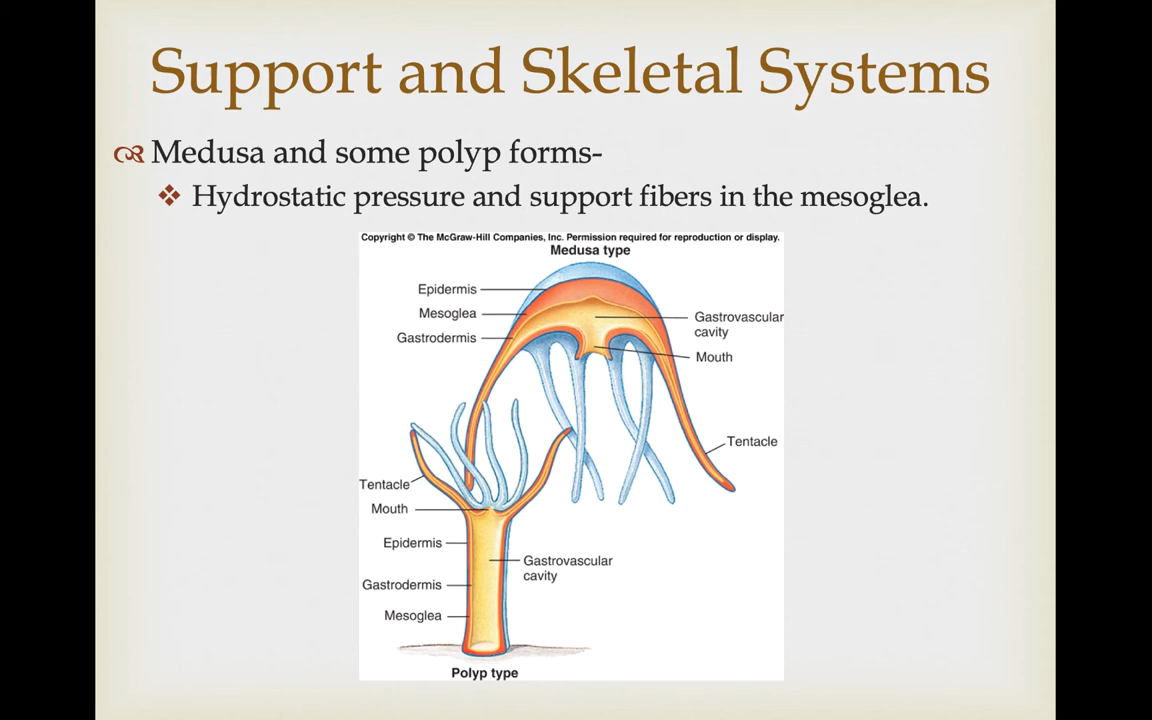 Support and Skeletal Systems
Medusa and some polyp forms-
Hydrostatic pressure and support fibers in the mesoglea.
Copyright © The McGraw-Hill Companies, Inc. Permission required for reproduction or display.
Medusa type
Epidermis
Mesoglea
Gastrodermis
Gastrovascular
cavity
Mouth
Tentacle
Tentacle
Mouth
Epidermis
Gastrovascular
cavity
Gastrodermis
Mesoglea
Polyp type